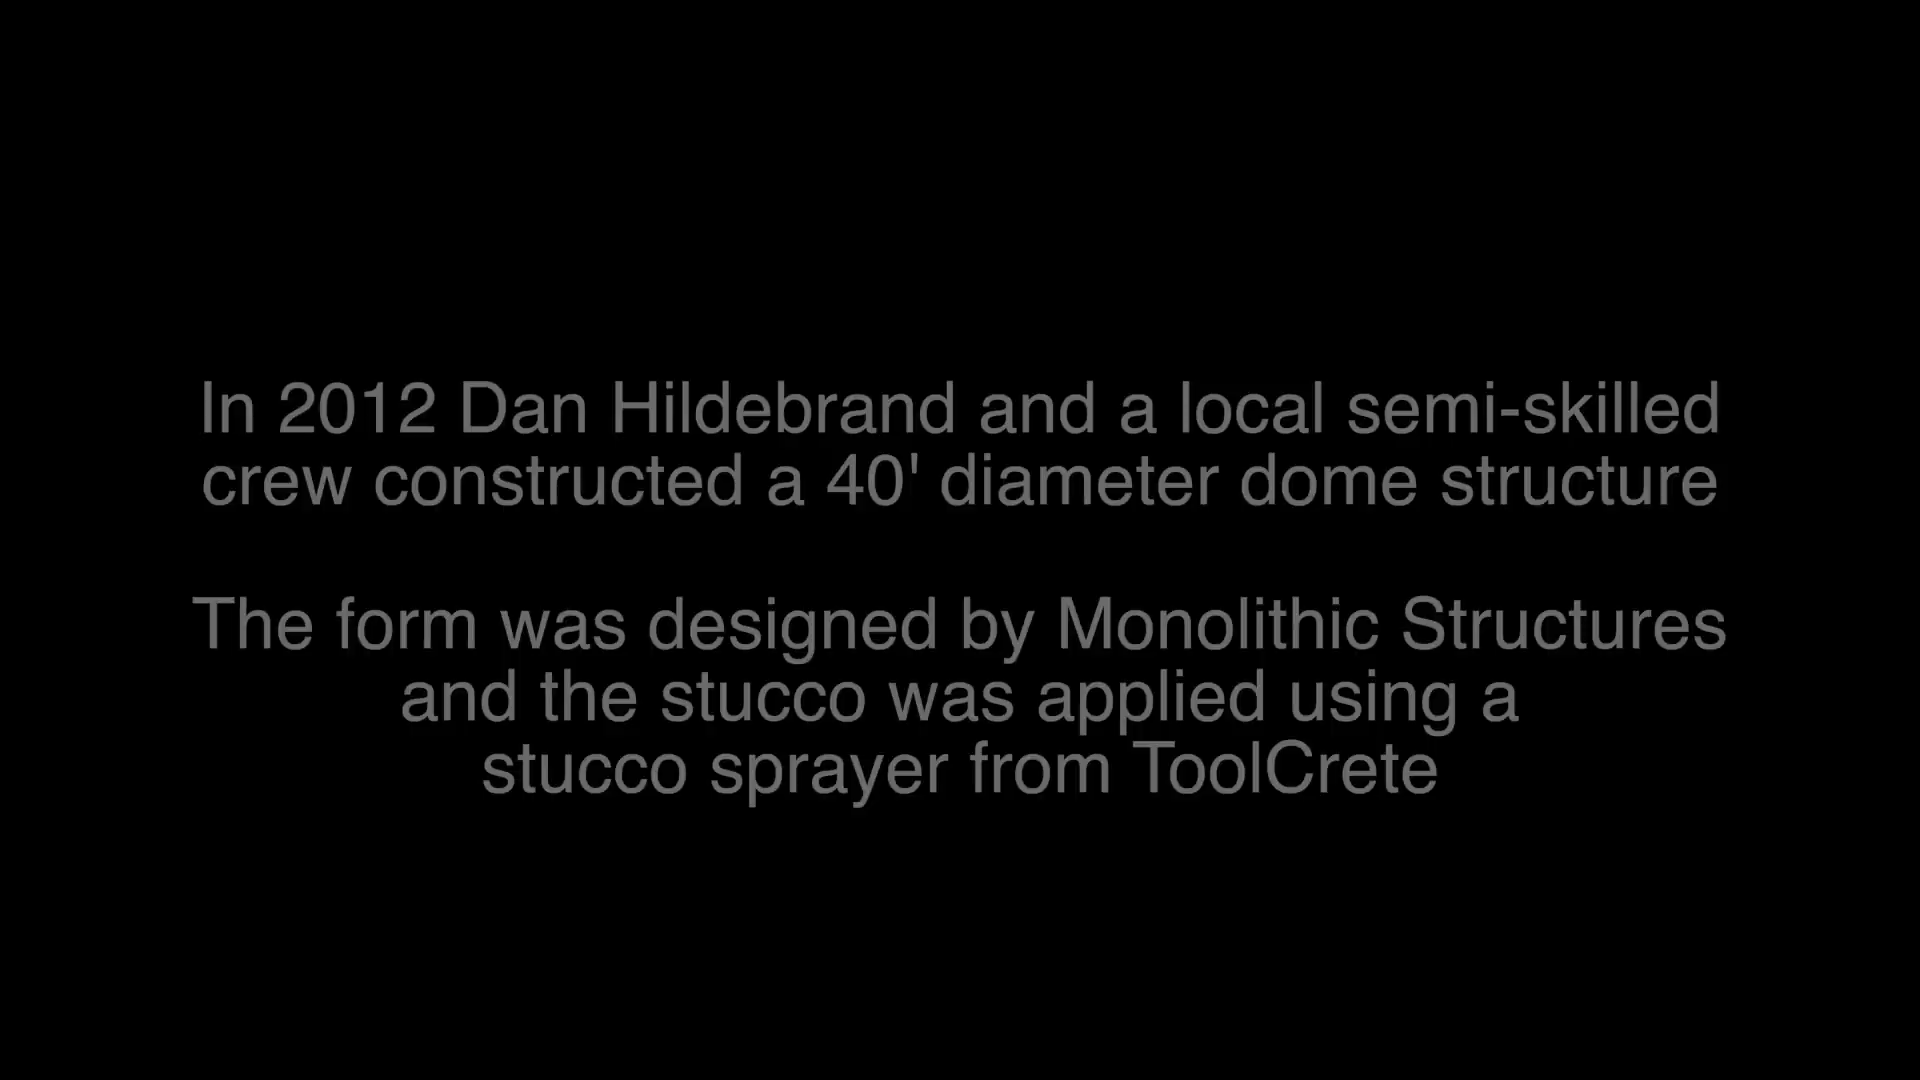 In 2012 Dan Hildebrand and a local semi-skilled
crew constructed a 40' diameter dome structure
The form was designed by Monolithic Structures
and the stucco was applied using a
stucco sprayer from ToolCrete